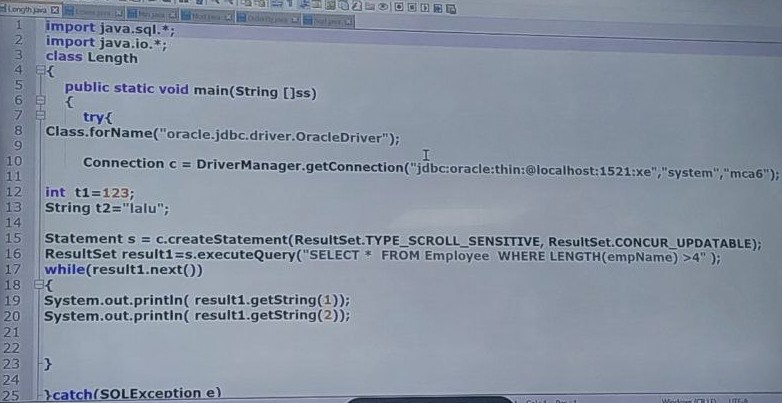 Length.java
1 import java.sql.*;
2 import java.io.*;
3 class Length
4 {
5 public static void main(String []ss)
6 {
7 try{
8 Class.forName("oracle.jdbc.driver.OracleDriver");
9
10 Connection c = DriverManager.getConnection("jdbc:oracle:thin:@localhost:1521:xe","system","mca6");
11
12 int t1=123;
13 String t2="lalu";
14
15 Statement s = c.createStatement(ResultSet.TYPE_SCROLL_SENSITIVE, ResultSet.CONCUR_UPDATABLE);
16 ResultSet result1=s.executeQuery("SELECT * FROM Employee WHERE LENGTH(empName) >4" );
17 while(result1.next())
18 {
19 System.out.println( result1.getString(1));
20 System.out.println( result1.getString(2));
21
22
23 }
24
25 }catch(SQLException e)